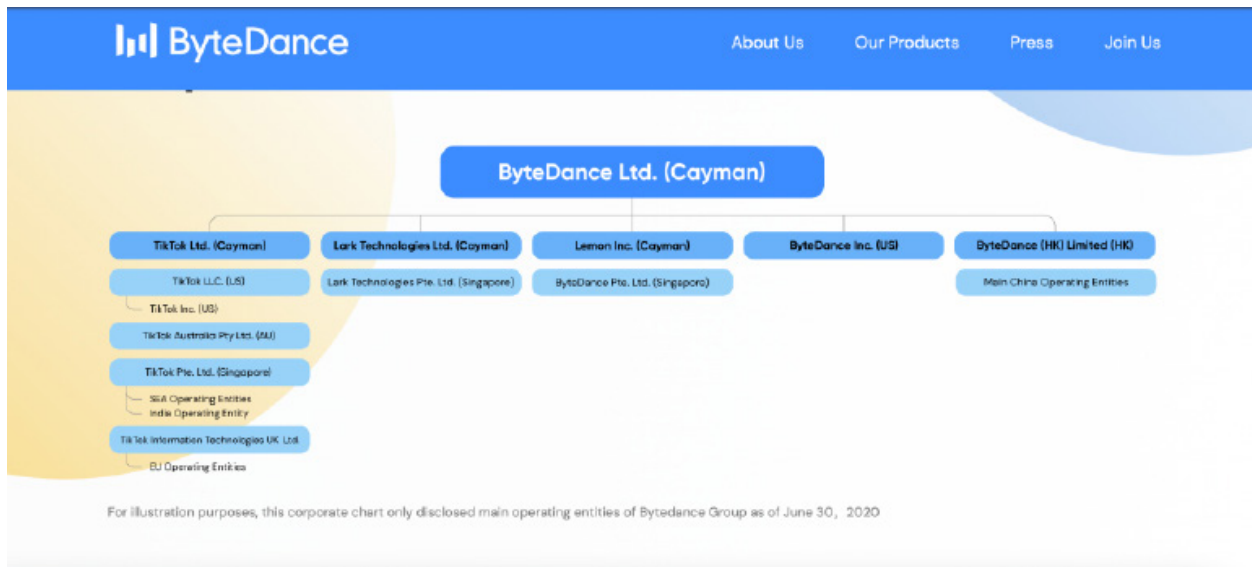 ByteDance
About Us Our Products Press Join Us
ByteDance Ltd. (Cayman)
TikTok Ltd. (Cayman) Lark Technologies Ltd. (Cayman) Lemon Inc. (Cayman) ByteDance Inc. (US) ByteDance (HK) Limited (HK)
TikTok LLC. (US) Lark Technologies Pte. Ltd. (Singapore) ByteDance Pte. Ltd. (Singapore) Main China Operating Entities
TikTok Inc. (US)
TikTok Australia Pty Ltd. (AU)
TikTok Pte. Ltd. (Singapore)
SEA Operating Entities
India Operating Entity
TikTok Information Technologies UK Ltd.
EU Operating Entities
For illustration purposes, this corporate chart only disclosed main operating entities of Bytedance Group as of June 30, 2020